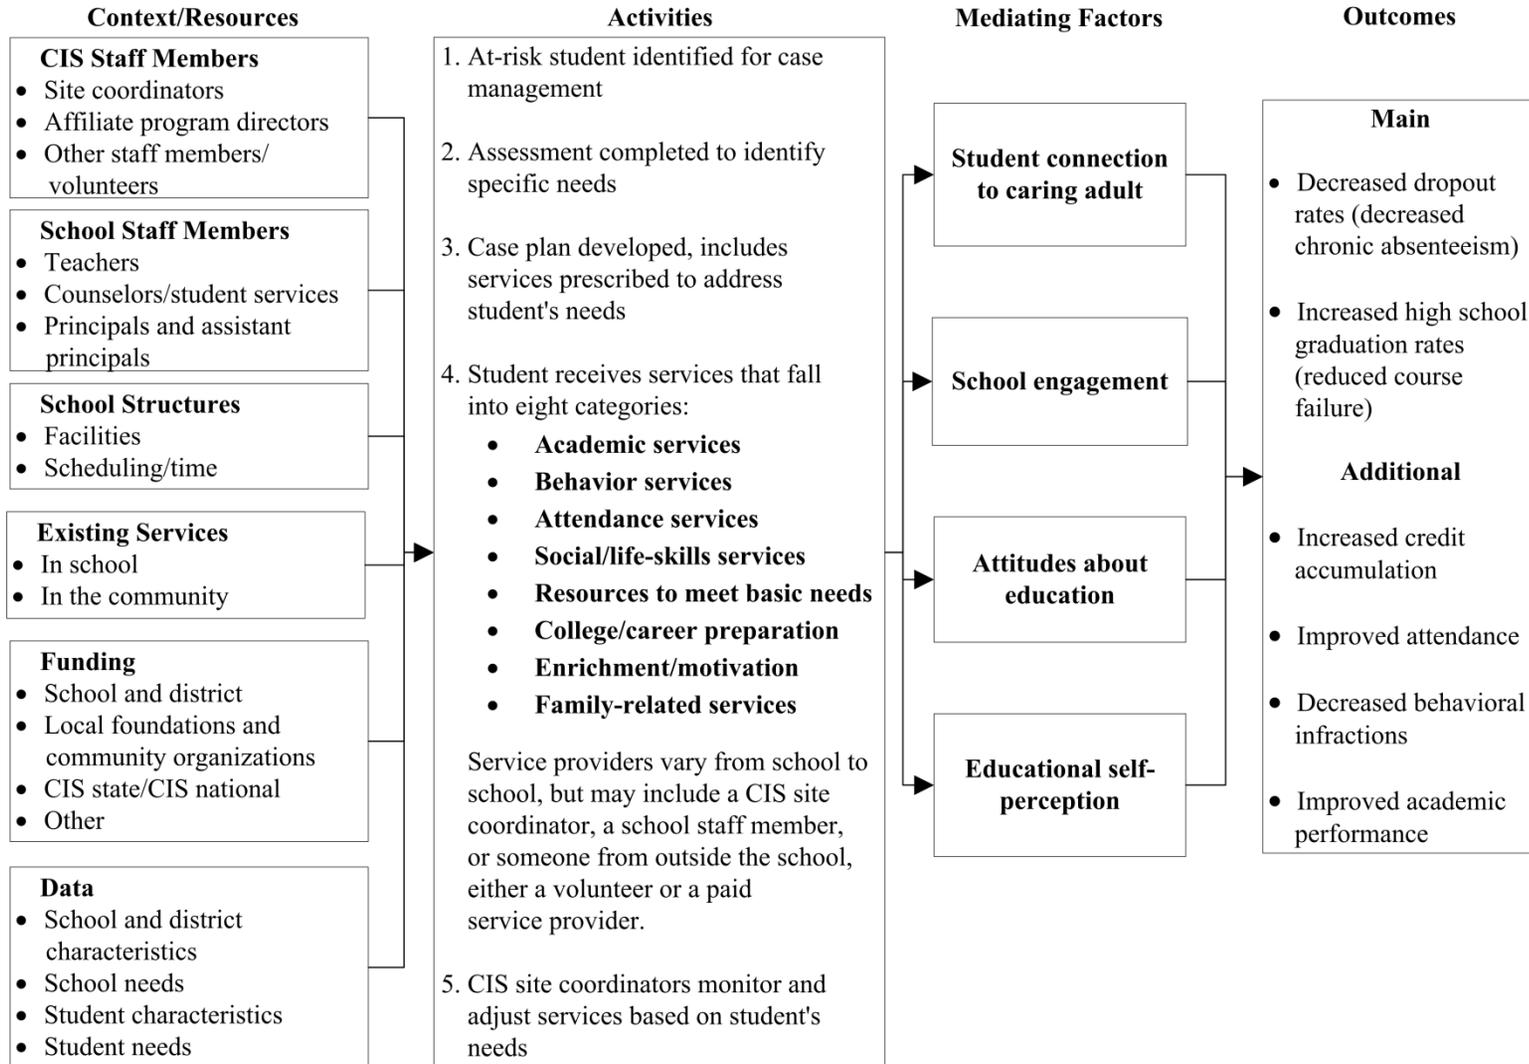 Context/Resources
CIS Staff Members
• Site coordinators
• Affiliate program directors
• Other staff members/
volunteers
School Staff Members
• Teachers
• Counselors/student services
• Principals and assistant
principals
School Structures
• Facilities
• Scheduling/time
Existing Services
• In school
• In the community
Funding
• School and district
• Local foundations and
community organizations
• CIS state/CIS national
• Other
Data
• School and district
characteristics
• School needs
• Student characteristics
• Student needs
Activities
1. At-risk student identified for case
management
2. Assessment completed to identify
specific needs
3. Case plan developed, includes
services prescribed to address
student's needs
4. Student receives services that fall
into eight categories:
• Academic services
• Behavior services
• Attendance services
• Social/life-skills services
• Resources to meet basic needs
• College/career preparation
• Enrichment/motivation
• Family-related services
Service providers vary from school to
school, but may include a CIS site
coordinator, a school staff member,
or someone from outside the school,
either a volunteer or a paid
service provider.
5. CIS site coordinators monitor and
adjust services based on student's
needs
Mediating Factors
Student connection
to caring adult
School engagement
Attitudes about
education
Educational self-
perception
Outcomes
Main
• Decreased dropout
rates (decreased
chronic absenteeism)
• Increased high school
graduation rates
(reduced course
failure)
Additional
• Increased credit
accumulation
• Improved attendance
• Decreased behavioral
infractions
• Improved academic
performance